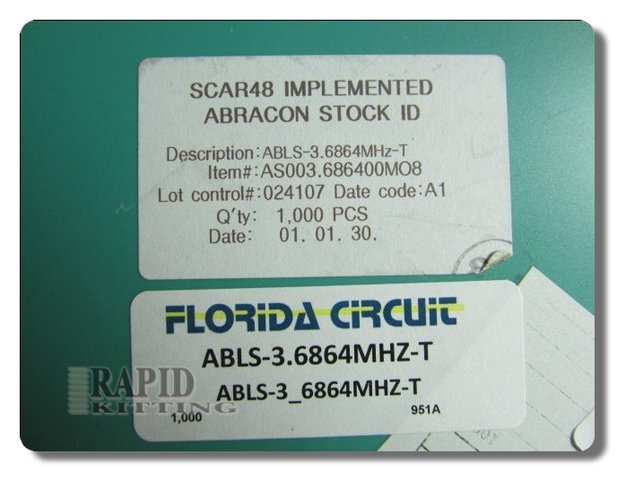 SCAR48 IMPLEMENTED
ABRACON STOCK ID
Description:ABLS-3.6864MHz-T
Item#:AS003.686400MO8
Lot control#:024107 Date code:A1
Q'ty: 1,000 PCS
Date: 01. 01. 30.
FLORIDA CIRCUIT
ABLS-3.6864MHZ-T
ABLS-3_6864MHZ-T
1,000 951A
RAPID
KITTING